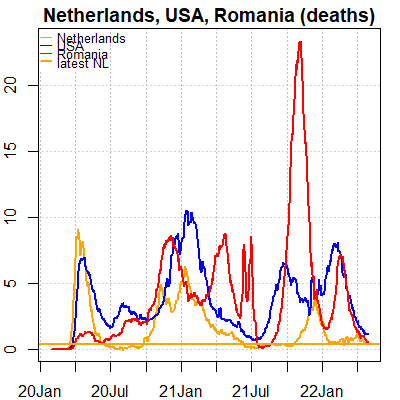 Netherlands, USA, Romania (deaths)
Netherlands
USA
Romania
latest NL
20
15
10
5
0
20Jan 20Jul 21Jan 21Jul 22Jan